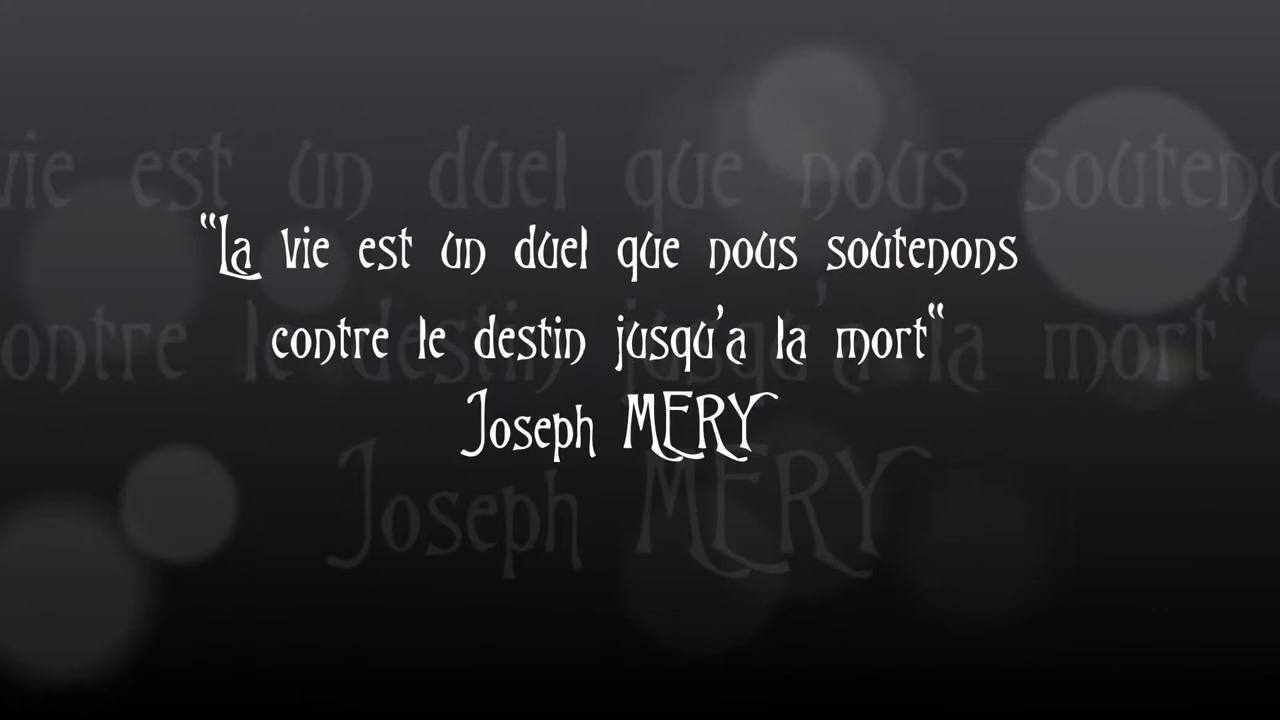 "La vie est un duel que nous soutenons
contre le destin jusqu'a la mort"
Joseph MERY